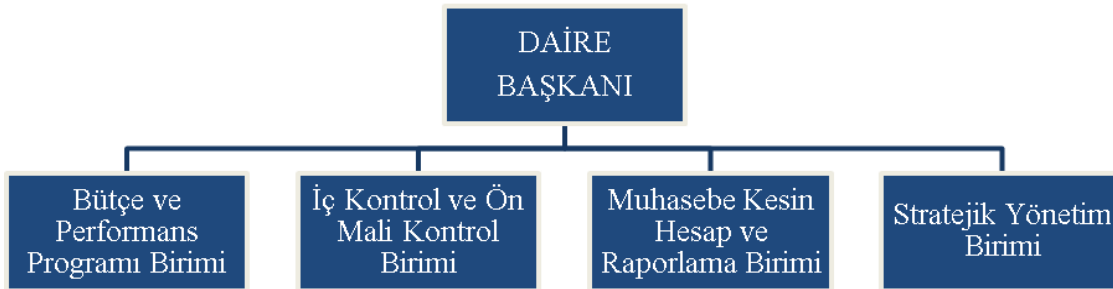 DAİRE
BAŞKANI
Bütçe ve
Performans
Programı Birimi
İç Kontrol ve Ön
Mali Kontrol
Birimi
Muhasebe Kesin
Hesap ve
Raporlama Birimi
Stratejik Yönetim
Birimi